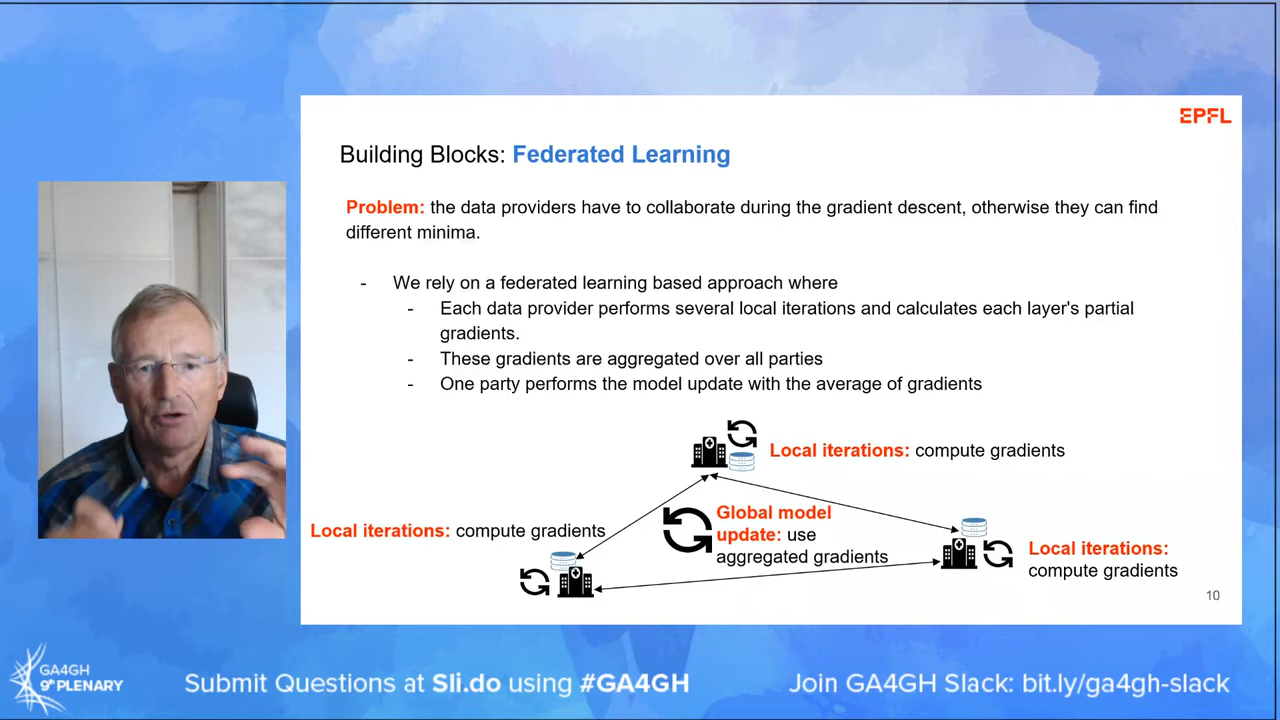 EPFL
Building Blocks: Federated Learning
Problem: the data providers have to collaborate during the gradient descent, otherwise they can find
different minima.
- We rely on a federated learning based approach where
- Each data provider performs several local iterations and calculates each layer's partial
gradients.
- These gradients are aggregated over all parties
- One party performs the model update with the average of gradients
Local iterations: compute gradients
Local iterations: compute gradients
Global model
update: use
aggregated gradients
Local iterations:
compute gradients
10
GA4GH
9th PLENARY
Submit Questions at Sli.do using #GA4GH
Join GA4GH Slack: bit.ly/ga4gh-slack